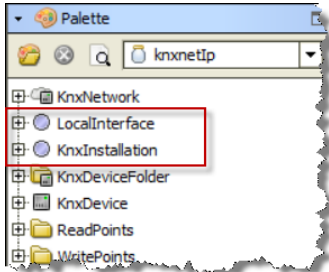 Palette
knxnetIp
KnxNetwork
LocalInterface
KnxInstallation
KnxDeviceFolder
KnxDevice
ReadPoints
WritePoints